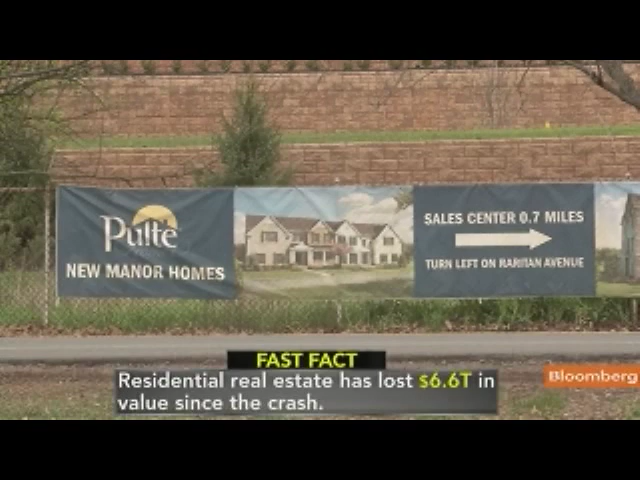 Pulte
NEW MANOR HOMES
SALES CENTER 0.7 MILES
TURN LEFT ON RARITAN AVENUE
FAST FACT
Residential real estate has lost $6.6T in
value since the crash.
Bloomberg